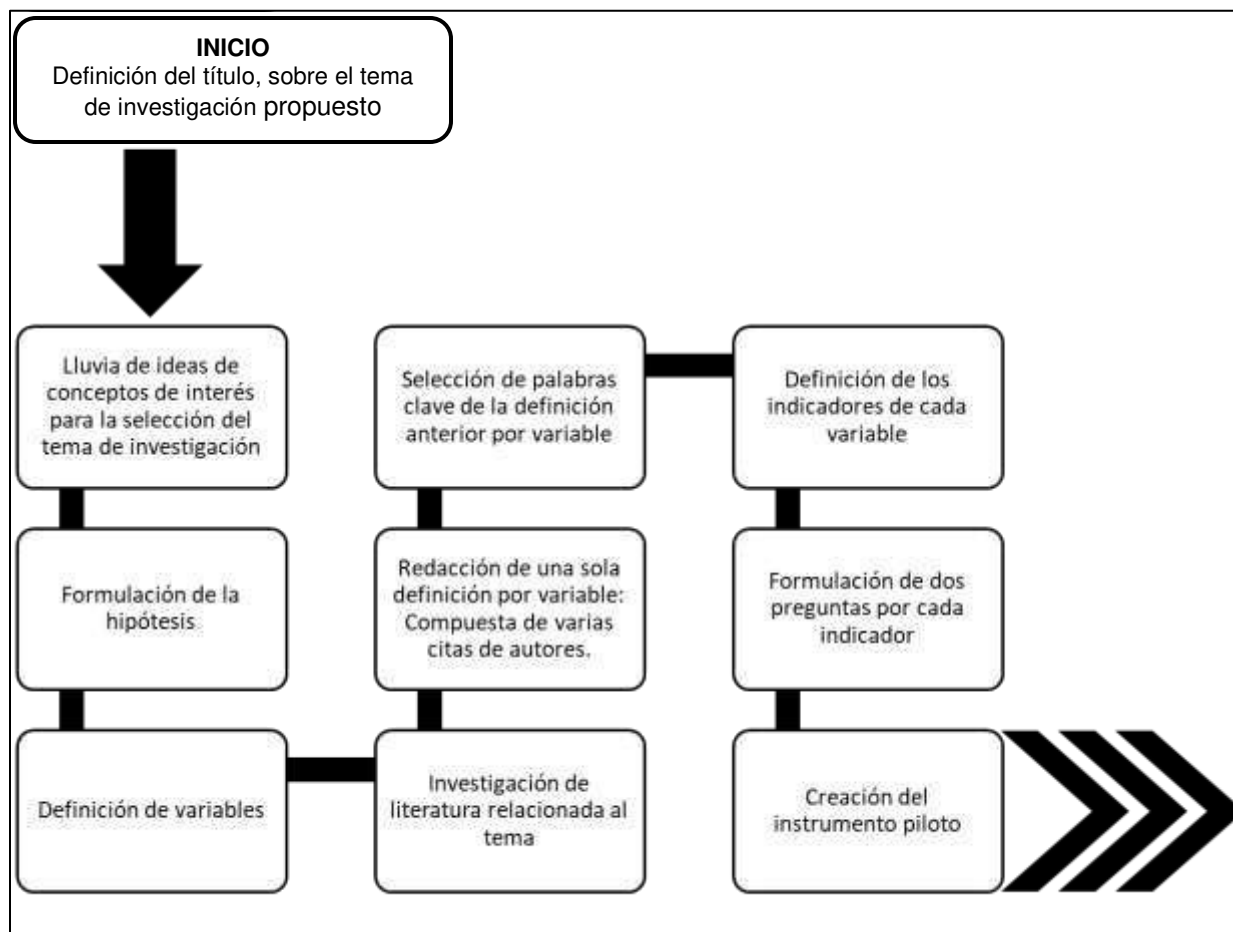 INICIO
Definición del título, sobre el tema
de investigación propuesto
Lluvia de ideas de
conceptos de interés
para la selección del
tema de investigación
Formulación de la
hipótesis
Definición de variables
Investigación de
literatura relacionada al
tema
Redacción de una sola
definición por variable:
Compuesta de varias
citas de autores.
Selección de palabras
clave de la definición
anterior por variable
Definición de los
indicadores de cada
variable
Formulación de dos
preguntas por cada
indicador
Creación del
instrumento piloto